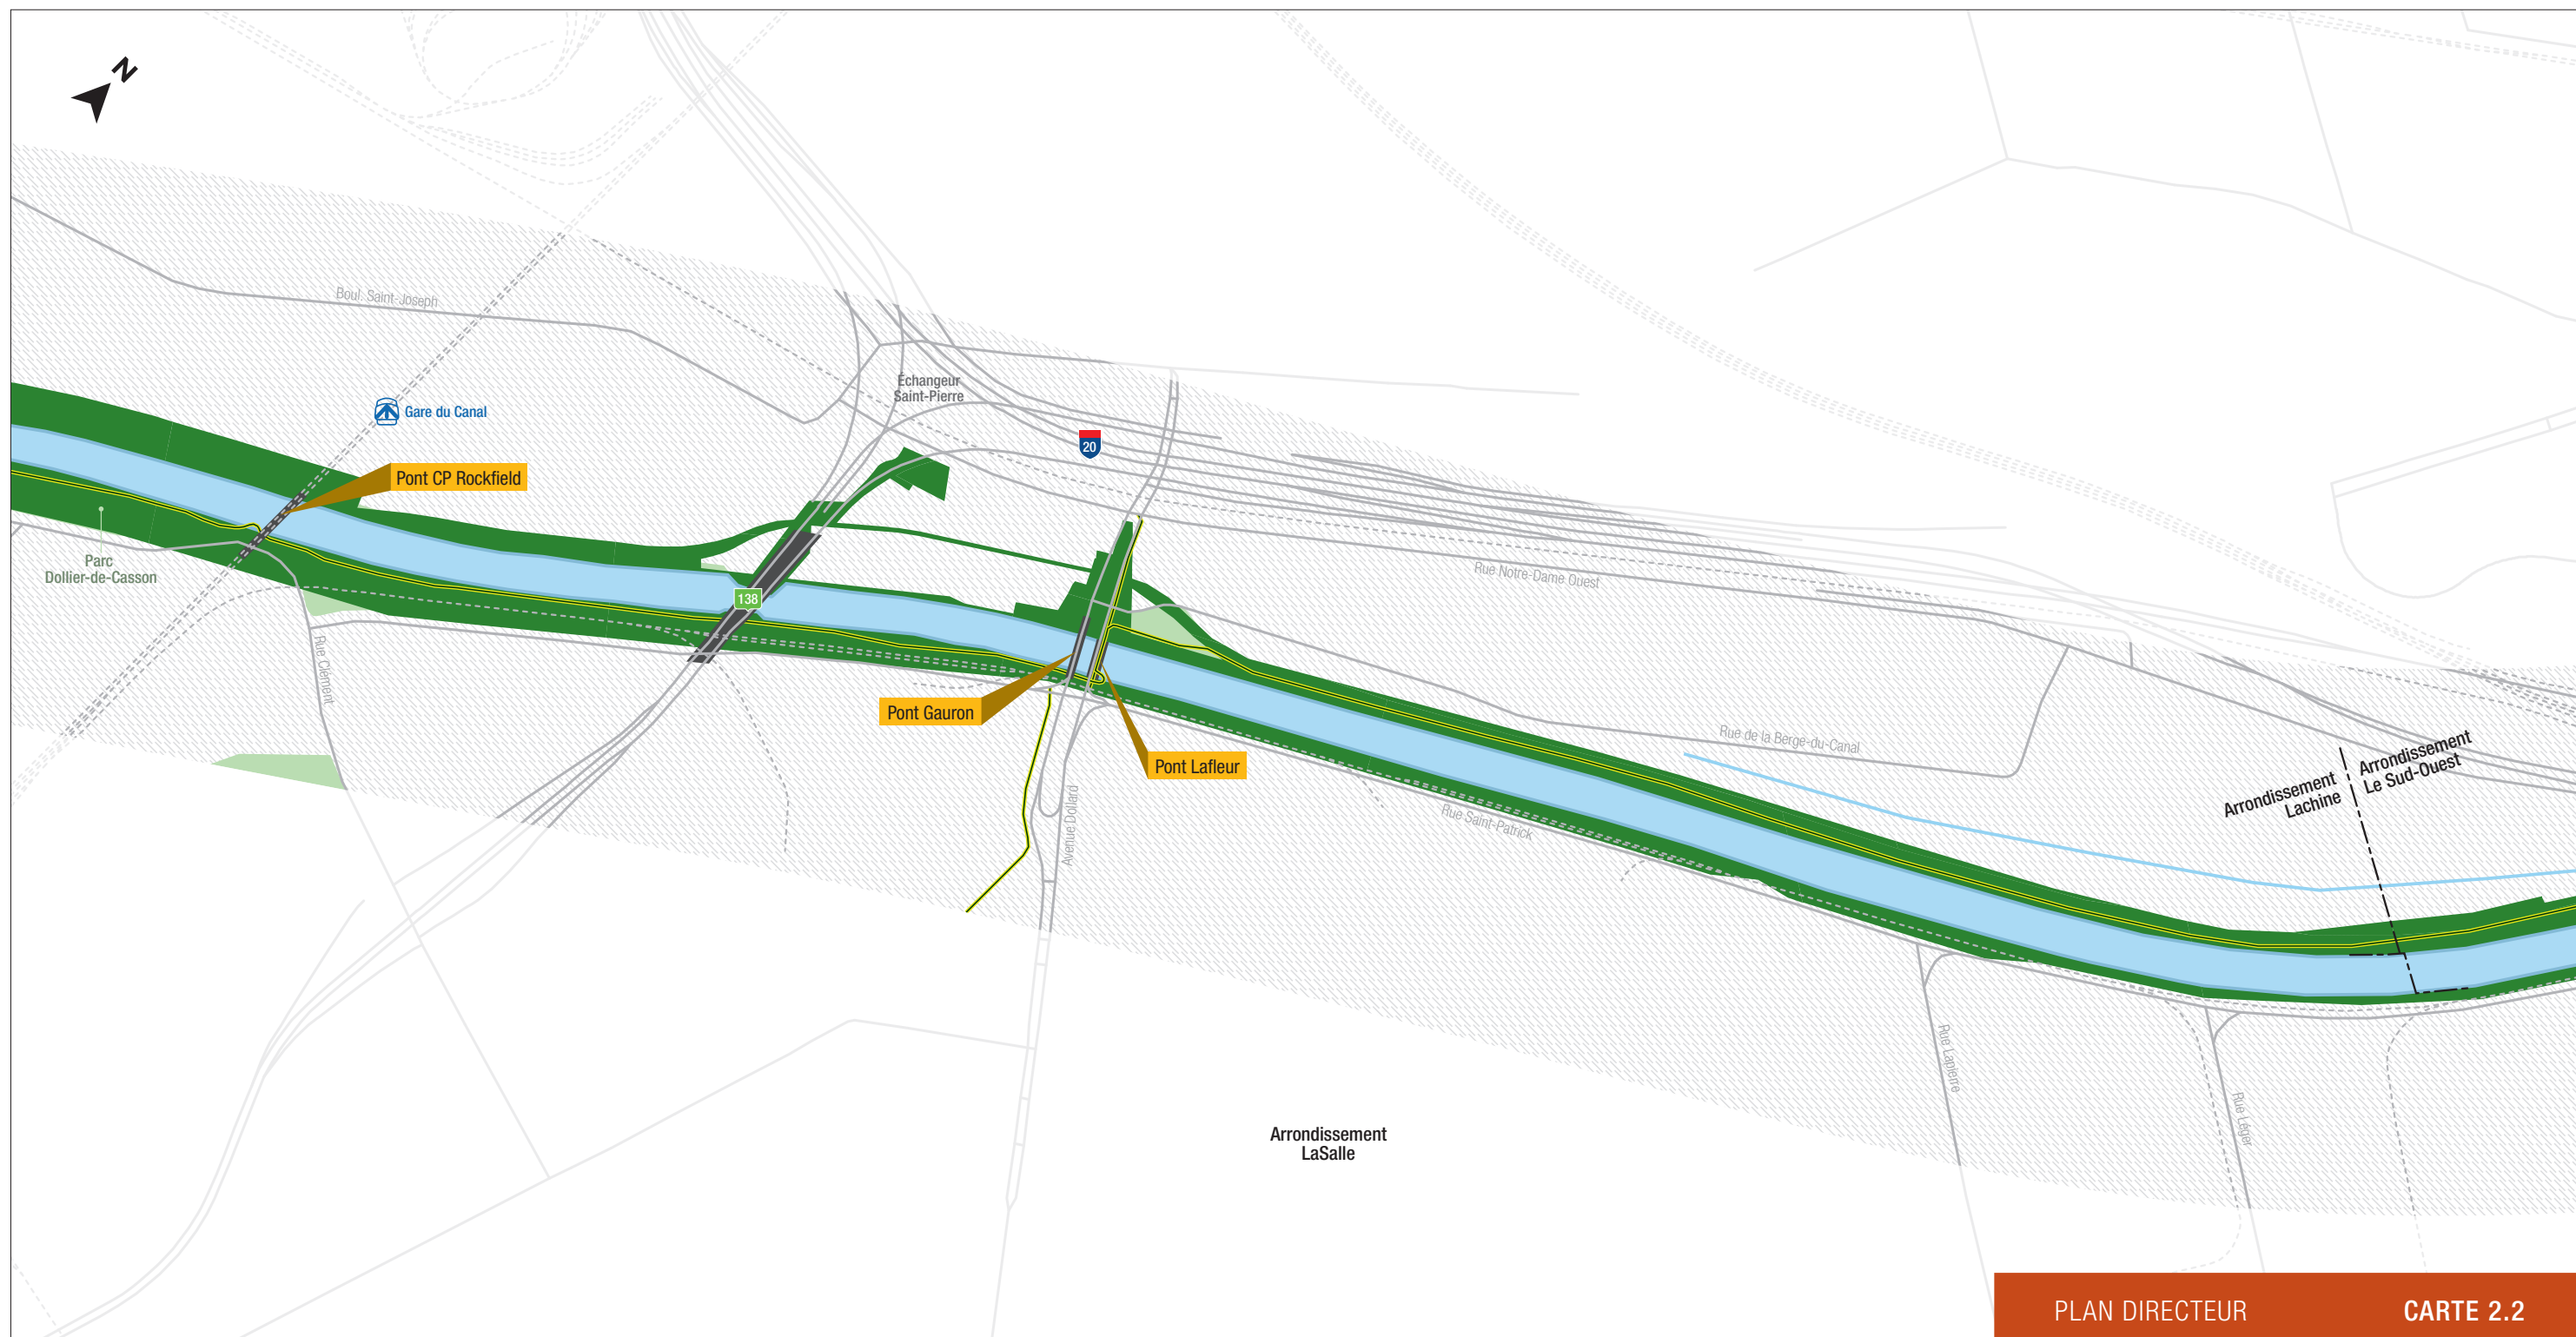 N
Boul. Saint-Joseph
Échangeur
Saint-Pierre
Gare du Canal
20
Pont CP Rockfield
Parc
Dollier-de-Casson
Rue Notre-Dame Ouest
138
Rue Clément
Pont Gauron
Pont Lafleur
Rue de la Berge-du-Canal
Arrondissement
Lachine
Arrondissement
Le Sud-Ouest
Avenue Dollard
Rue Saint-Patrick
Rue Lapierre
Rue Léger
Arrondissement
LaSalle
PLAN DIRECTEUR CARTE 2.2